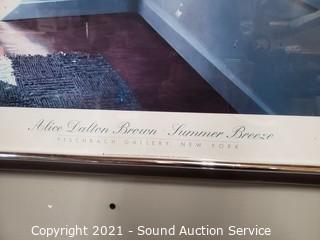 Alice Dalton Brown · Summer Breeze
FISCHBACH GALLERY, NEW YORK
Copyright 2021 - Sound Auction Service